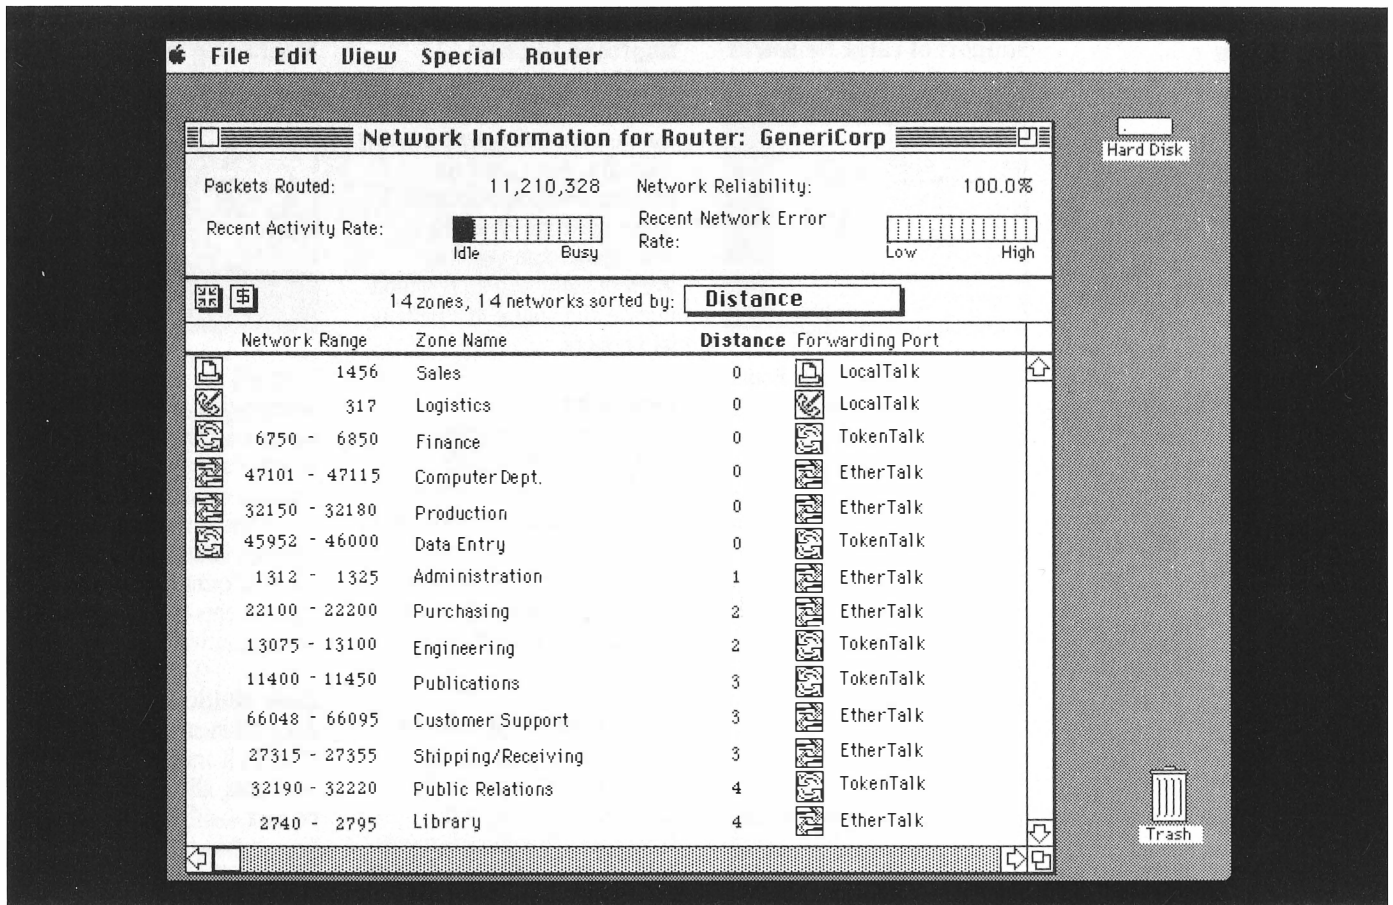 File Edit View Special Router
Network Information for Router: GeneriCorp
Hard Disk
Packets Routed: 11,210,328 Network Reliability: 100.0%
Recent Activity Rate: Idle Busy
Recent Network Error
Rate: Low High
$ 14 zones, 14 networks sorted by: Distance
Network Range Zone Name Distance Forwarding Port
1456 Sales 0 LocalTalk
317 Logistics 0 LocalTalk
6750 - 6850 Finance 0 TokenTalk
47101 - 47115 Computer Dept. 0 EtherTalk
32150 - 32180 Production 0 EtherTalk
45952 - 46000 Data Entry 0 TokenTalk
1312 - 1325 Administration 1 EtherTalk
22100 - 22200 Purchasing 2 EtherTalk
13075 - 13100 Engineering 2 TokenTalk
11400 - 11450 Publications 3 TokenTalk
66048 - 66095 Customer Support 3 EtherTalk
27315 - 27355 Shipping/Receiving 3 EtherTalk
32190 - 32220 Public Relations 4 TokenTalk
2740 - 2795 Library 4 EtherTalk
Trash